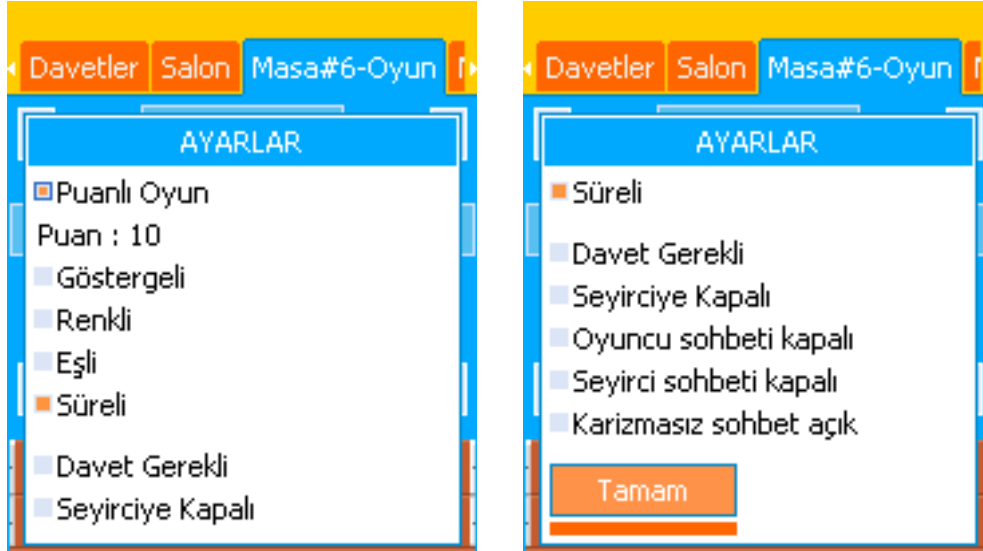 Davetler Salon Masa#6-Oyun
AYARLAR
Puanlı Oyun
Puan : 10
Göstergeli
Renkli
Eşli
Süreli
Davet Gerekli
Seyirciye Kapalı
Davetler Salon Masa#6-Oyun
AYARLAR
Süreli
Davet Gerekli
Seyirciye Kapalı
Oyuncu sohbeti kapalı
Seyirci sohbeti kapalı
Karizmasız sohbet açık
Tamam